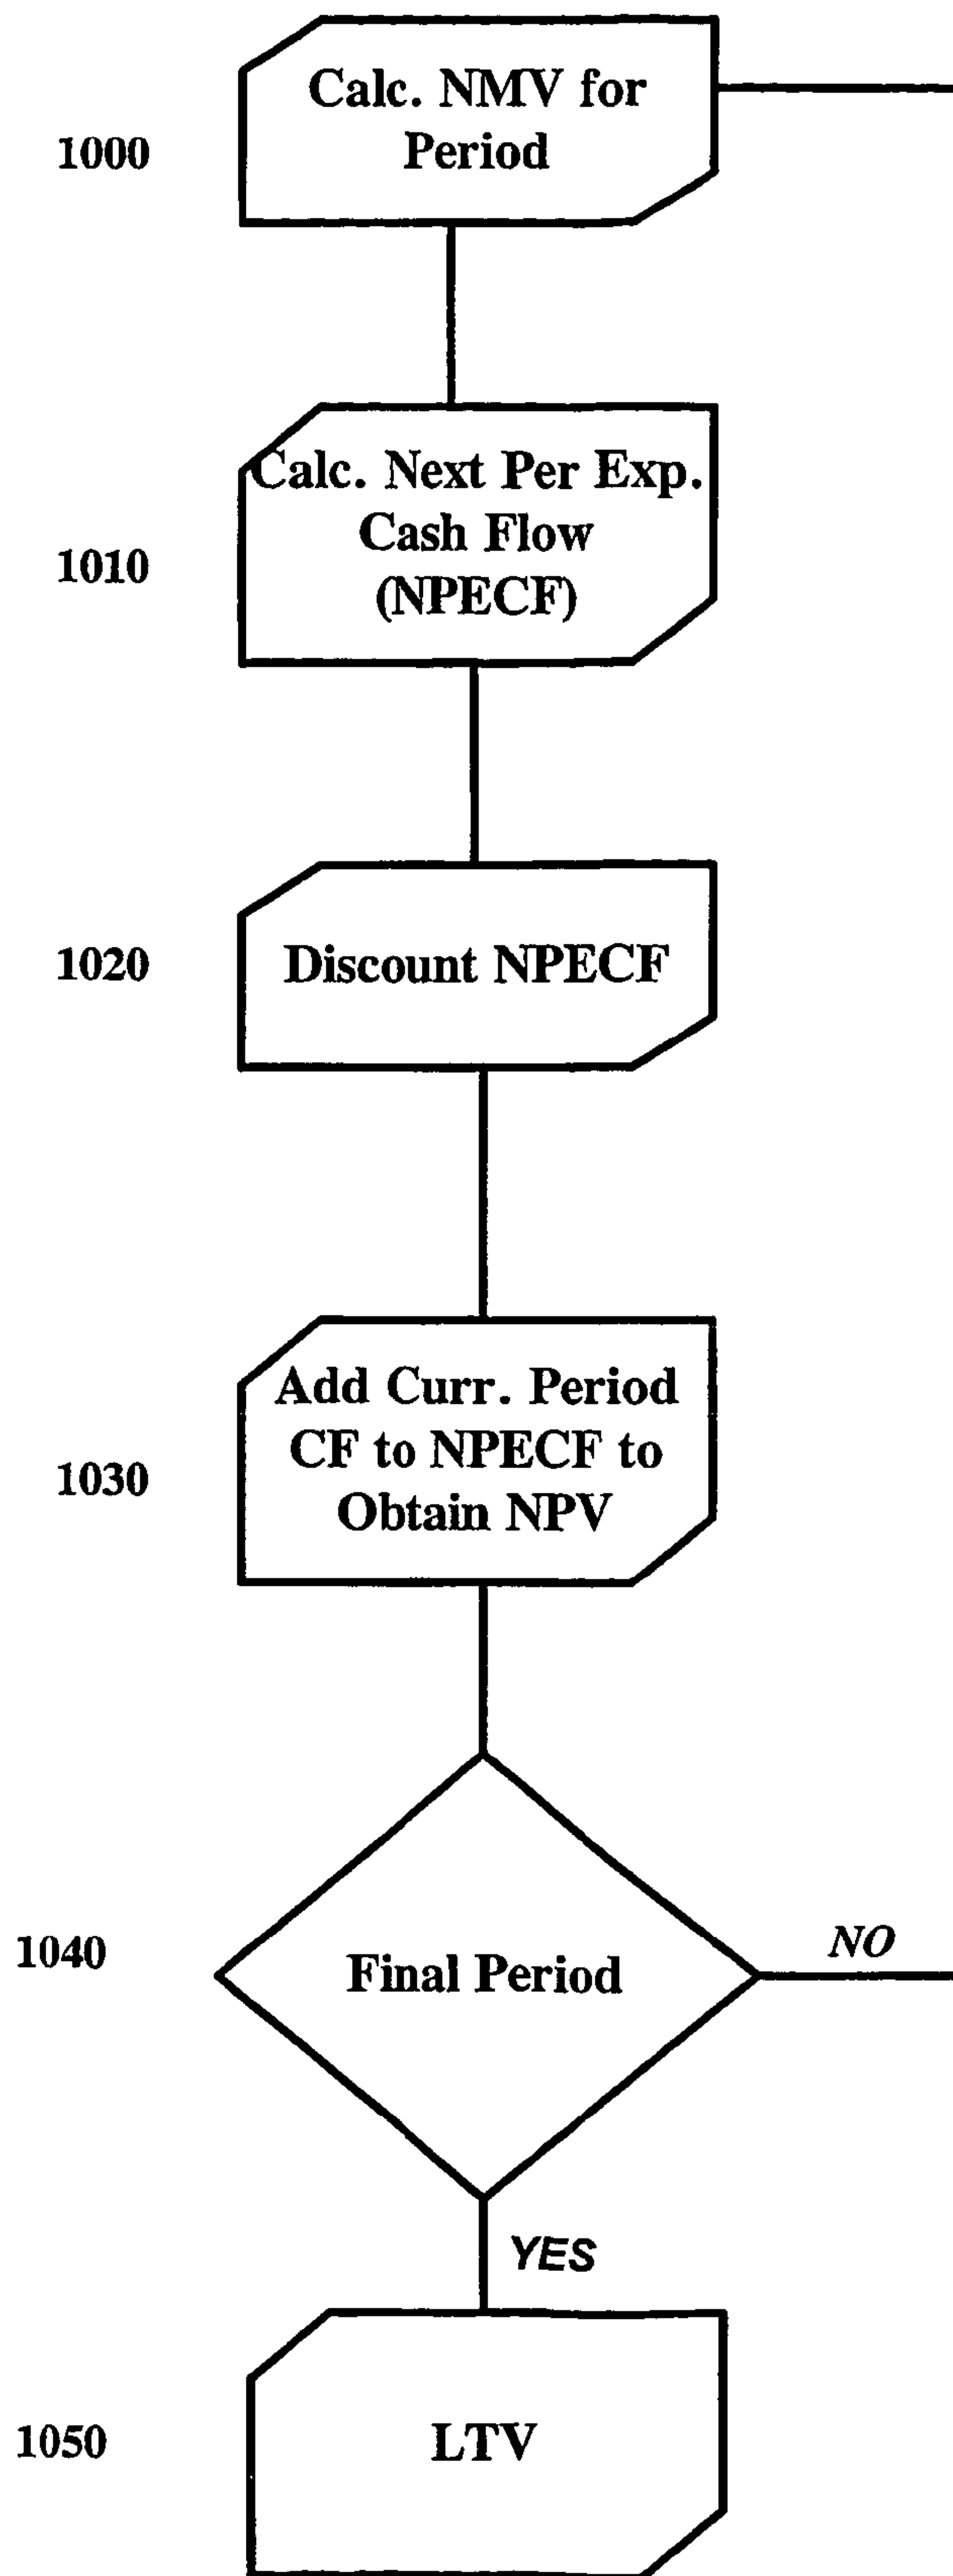 1000
Calc. NMV for
Period
1010
Calc. Next Per Exp.
Cash Flow
(NPECF)
1020
Discount NPECF
1030
Add Curr. Period
CF to NPECF to
Obtain NPV
1040
Final Period
NO
YES
1050
LTV